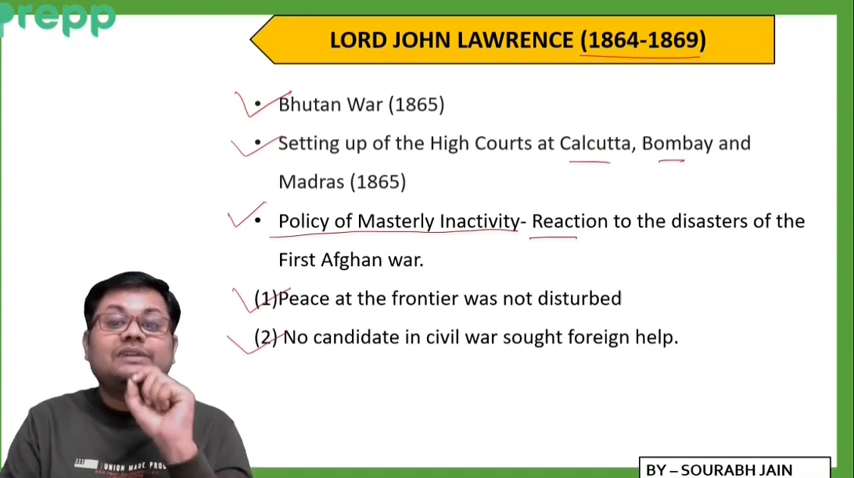 Prepp
LORD JOHN LAWRENCE (1864-1869)
• Bhutan War (1865)
• Setting up of the High Courts at Calcutta, Bombay and
Madras (1865)
• Policy of Masterly Inactivity- Reaction to the disasters of the
First Afghan war.
(1)Peace at the frontier was not disturbed
(2) No candidate in civil war sought foreign help.
UNION MADE
BY – SOURABH JAIN